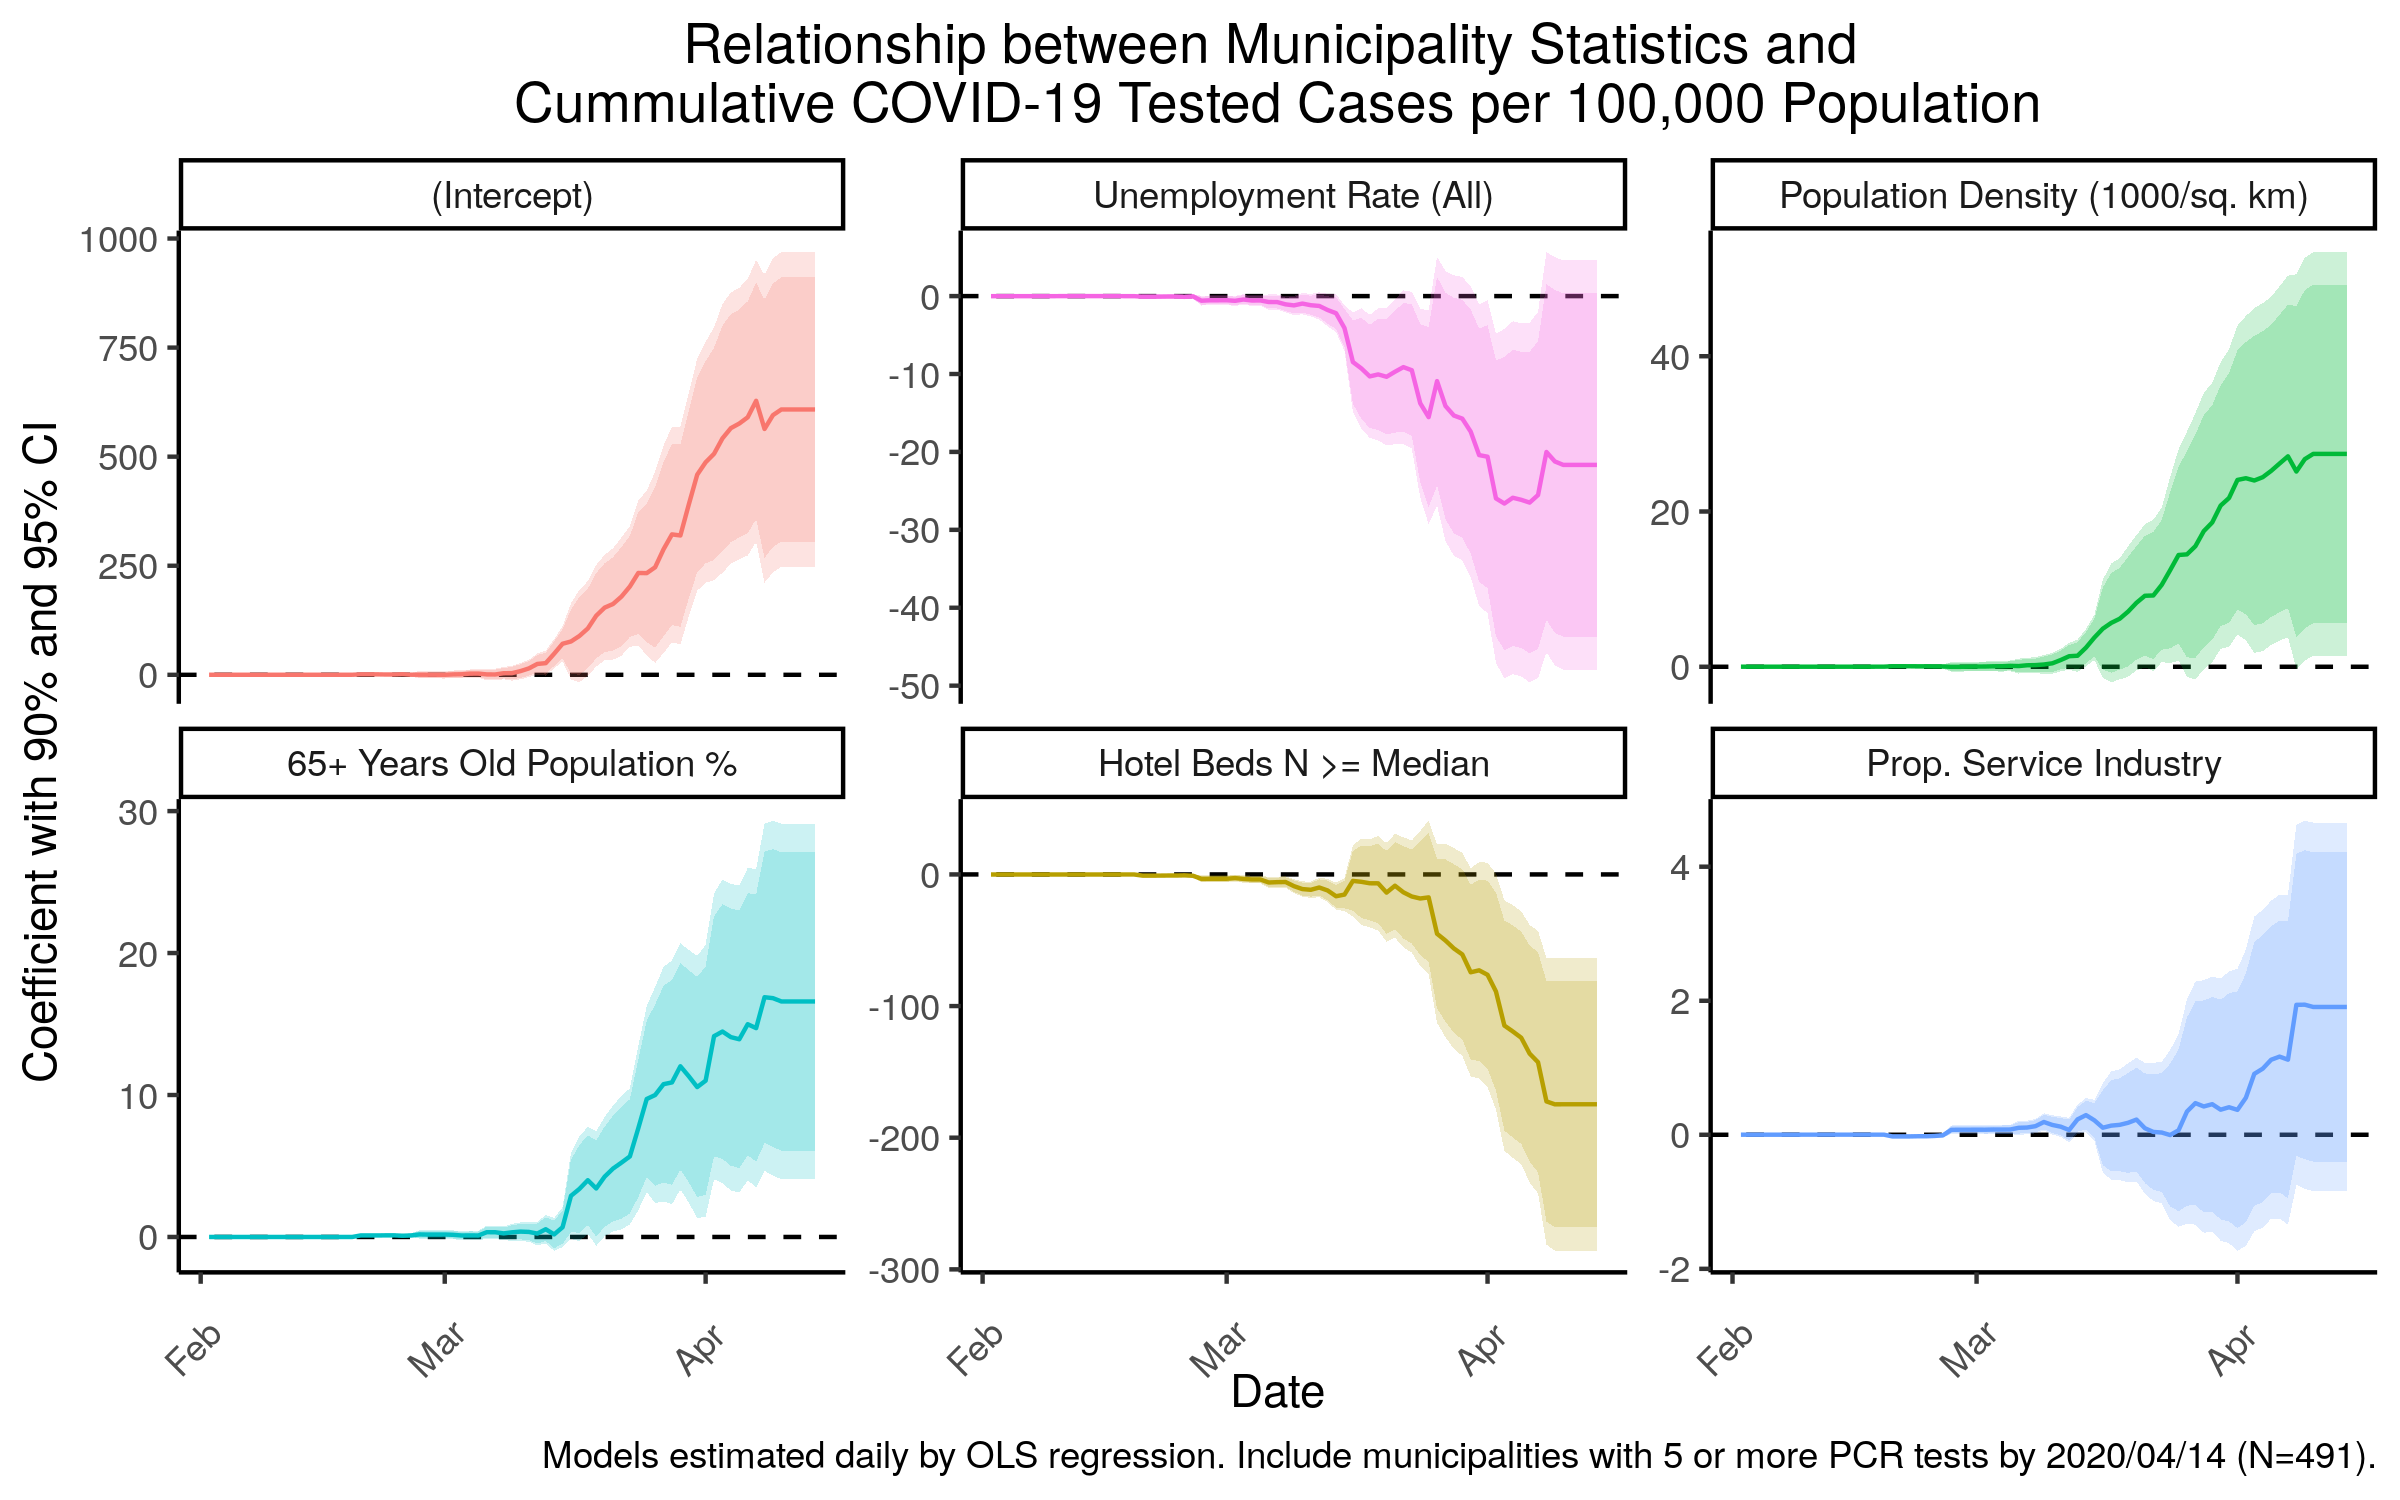 Relationship between Municipality Statistics and
Cummulative COVID-19 Tested Cases per 100,000 Population
Coefficient with 90% and 95% CI
(Intercept)
1000
750
500
250
0
Unemployment Rate (All)
0
-10
-20
-30
-40
-50
Population Density (1000/sq. km)
40
20
0
65+ Years Old Population %
30
20
10
0
Feb
Mar
Apr
Hotel Beds N >= Median
0
-100
-200
-300
Feb
Mar
Apr
Prop. Service Industry
4
2
0
-2
Feb
Mar
Apr
Date
Models estimated daily by OLS regression. Include municipalities with 5 or more PCR tests by 2020/04/14 (N=491).